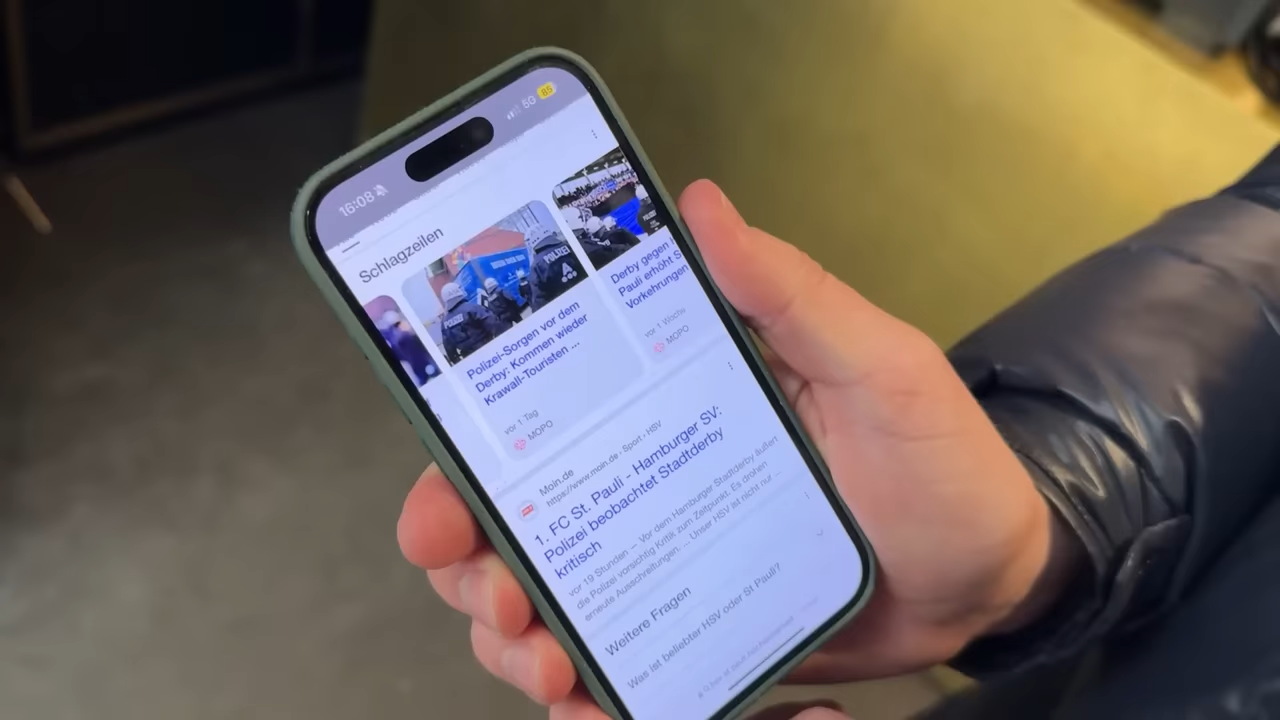 16:08
5G
85
Schlagzeilen
POLIZEI
A
POLIZEI
Polizei-Sorgen vor dem
Derby: Kommen wieder
Krawall-Touristen ...
vor 1 Tag
MOPO
Derby gegen
Pauli erhöht S
Vorkehrungen
vor 1 Woche
MOPO
Moin.de
https://www.moin.de › Sport › HSV
1. FC St. Pauli - Hamburger SV:
Polizei beobachtet Stadtderby
kritisch
vor 19 Stunden — Vor dem Hamburger Stadtderby äußert
die Polizei vorsichtig Kritik zum Zeitpunkt. Es drohen
erneute Ausschreitungen. ... Unser HSV ist nicht nur ...
Weitere Fragen
Was ist beliebter HSV oder St Pauli?